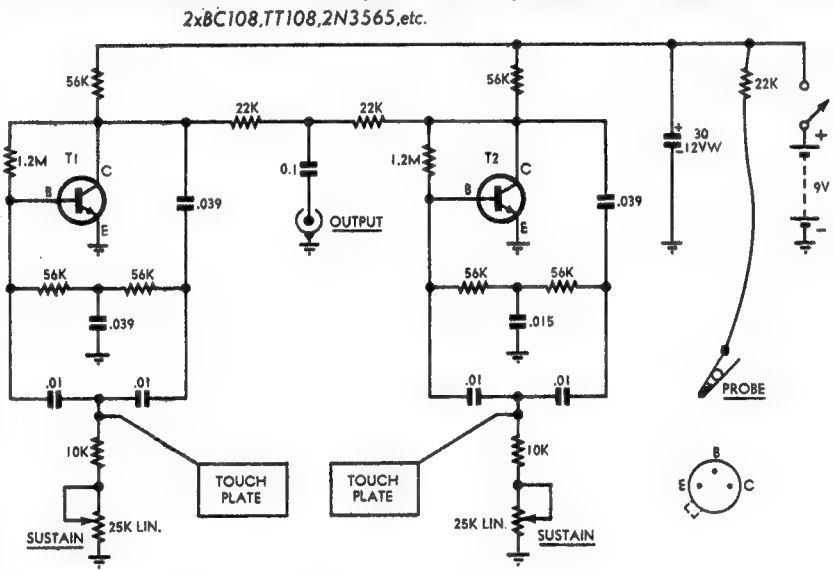 2xBC108,TT108,2N3565,etc.
56K
56K
22K
22K
22K
1.2M
T1
C
B
E
.039
0.1
OUTPUT
1.2M
T2
C
B
E
.039
30
12VW
+
-
9V
+
-
56K
56K
.039
56K
56K
.015
.01
.01
.01
.01
PROBE
10K
TOUCH
PLATE
TOUCH
PLATE
10K
B
E
C
25K LIN.
SUSTAIN
25K LIN.
SUSTAIN